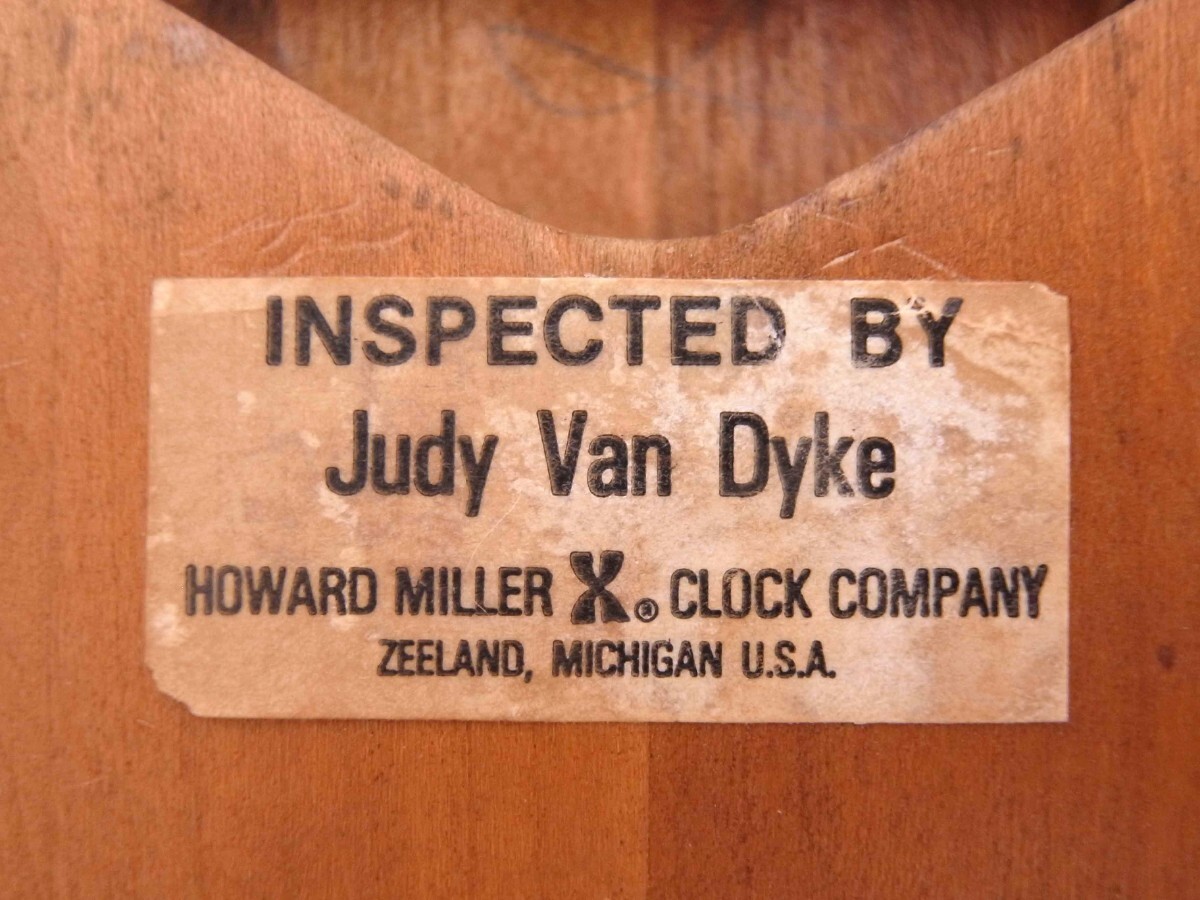 INSPECTED BY
Judy Van Dyke
HOWARD MILLER X® CLOCK COMPANY
ZEELAND, MICHIGAN U.S.A.